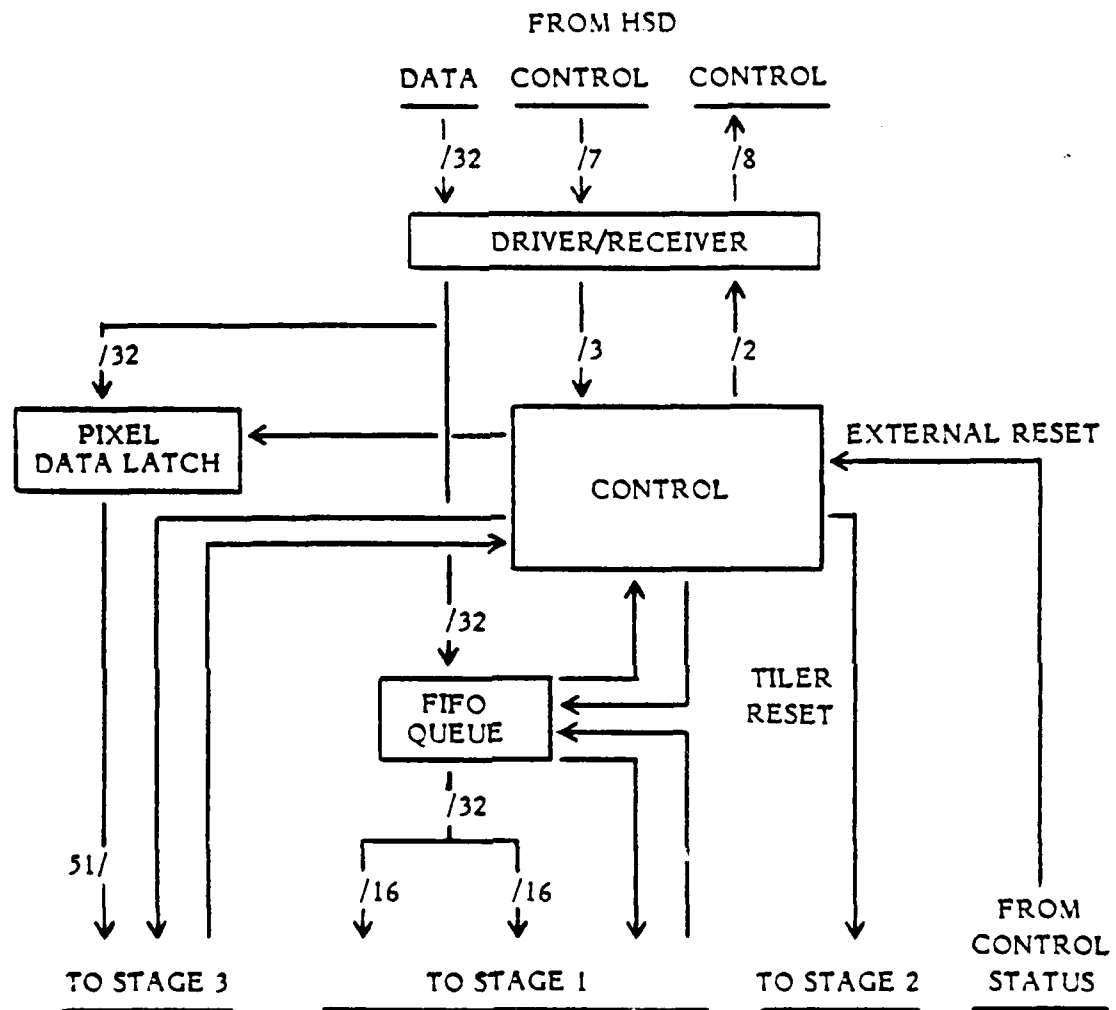 FROM HSD
DATA CONTROL CONTROL
/32 /7 /8
DRIVER/RECEIVER
/32 /3 /2
PIXEL
DATA LATCH
EXTERNAL RESET
CONTROL
/32
TILER
RESET
FIFO
QUEUE
/32
51/
/16 /16
FROM
CONTROL
STATUS
TO STAGE 3 TO STAGE 1 TO STAGE 2